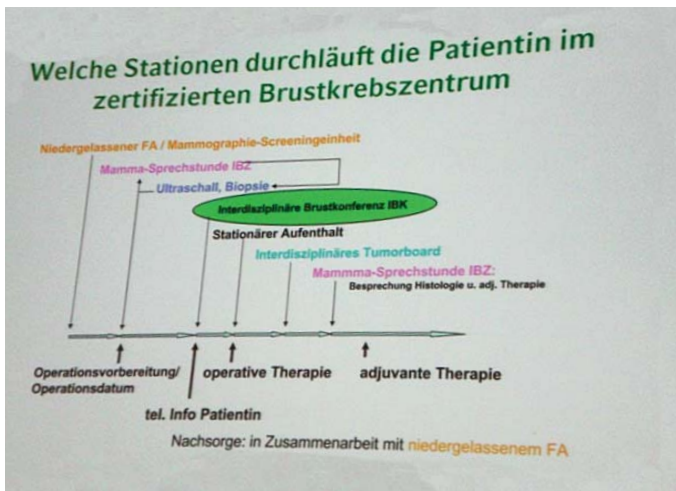 Welche Stationen durchläuft die Patientin im
zertifizierten Brustkrebszentrum
Niedergelassener FA / Mammographie-Screeningeinheit
Mamma-Sprechstunde IBZ
Ultraschall, Biopsie
Interdisziplinäre Brustkonferenz IBK
Stationärer Aufenthalt
Interdisziplinäres Tumorboard
Mammma-Sprechstunde IBZ:
Besprechung Histologie u. adj. Therapie
Operationsvorbereitung/
Operationsdatum
operative Therapie
adjuvante Therapie
tel. Info Patientin
Nachsorge: in Zusammenarbeit mit niedergelassenem FA